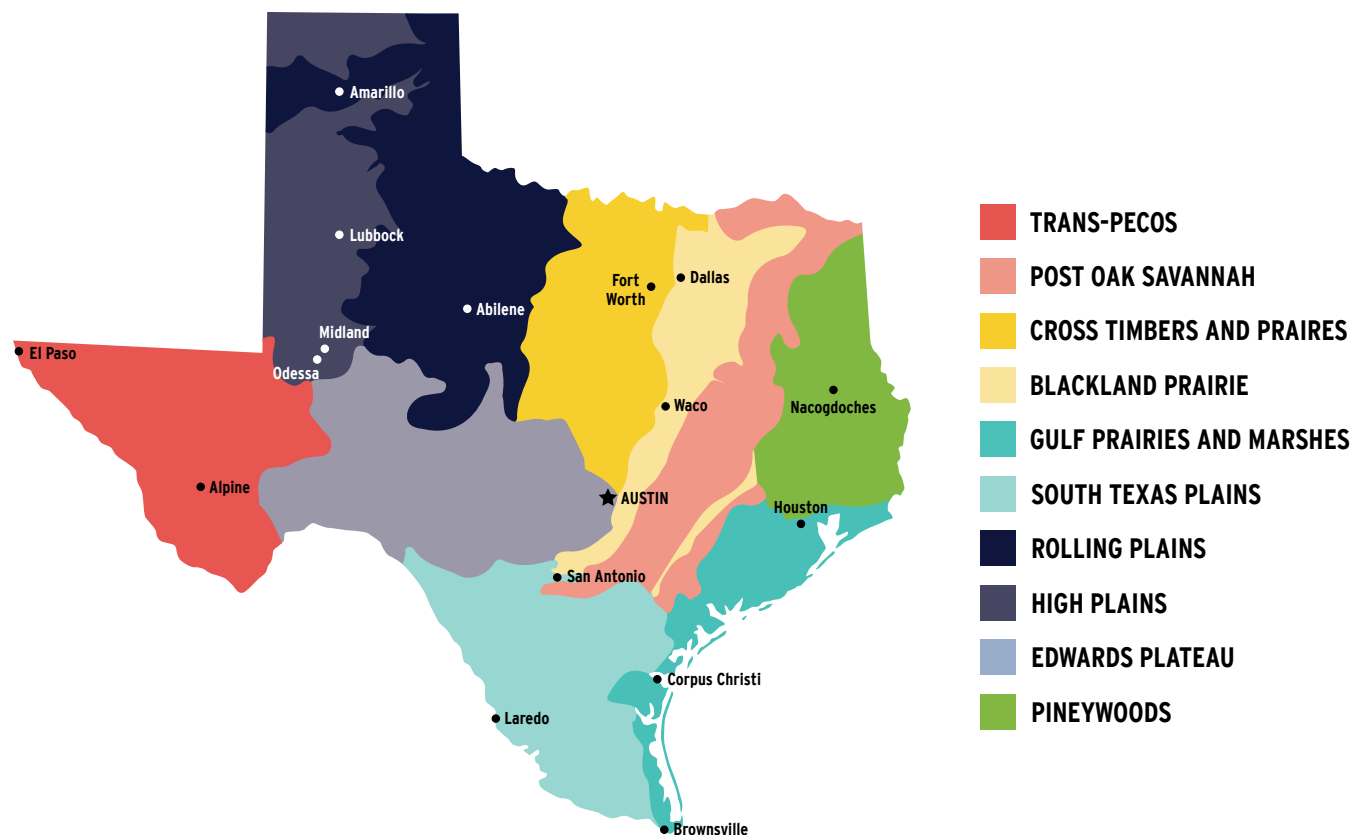 Amarillo
Lubbock
Abilene
Midland
Odessa
El Paso
Alpine
Fort
Worth
Dallas
Waco
Nacogdoches
AUSTIN
Houston
San Antonio
Corpus Christi
Laredo
Brownsville
TRANS-PECOS
POST OAK SAVANNAH
CROSS TIMBERS AND PRAIRES
BLACKLAND PRAIRIE
GULF PRAIRIES AND MARSHES
SOUTH TEXAS PLAINS
ROLLING PLAINS
HIGH PLAINS
EDWARDS PLATEAU
PINEYWOODS